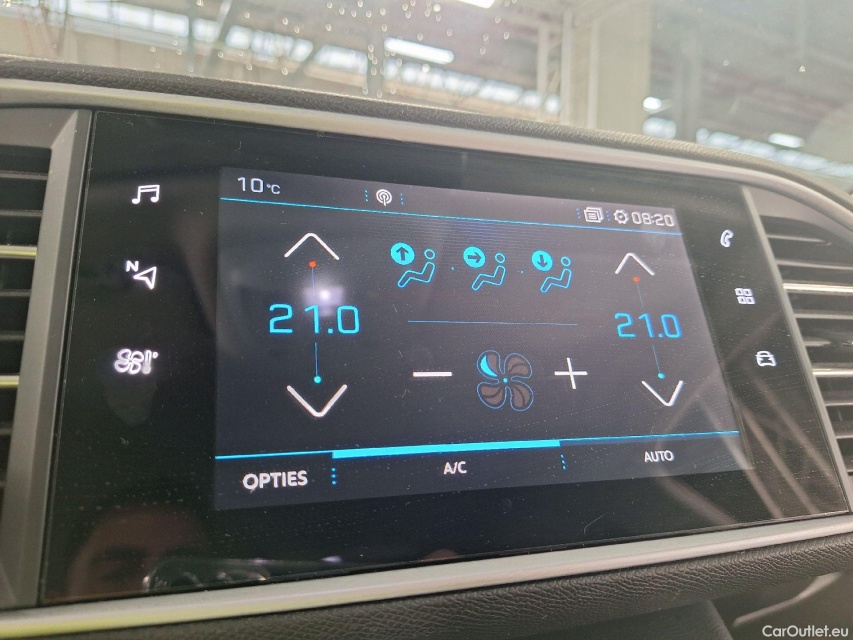 10°C
08:20
N
21.0
21.0
OPTIES
A/C
AUTO
CarOutlet.eu